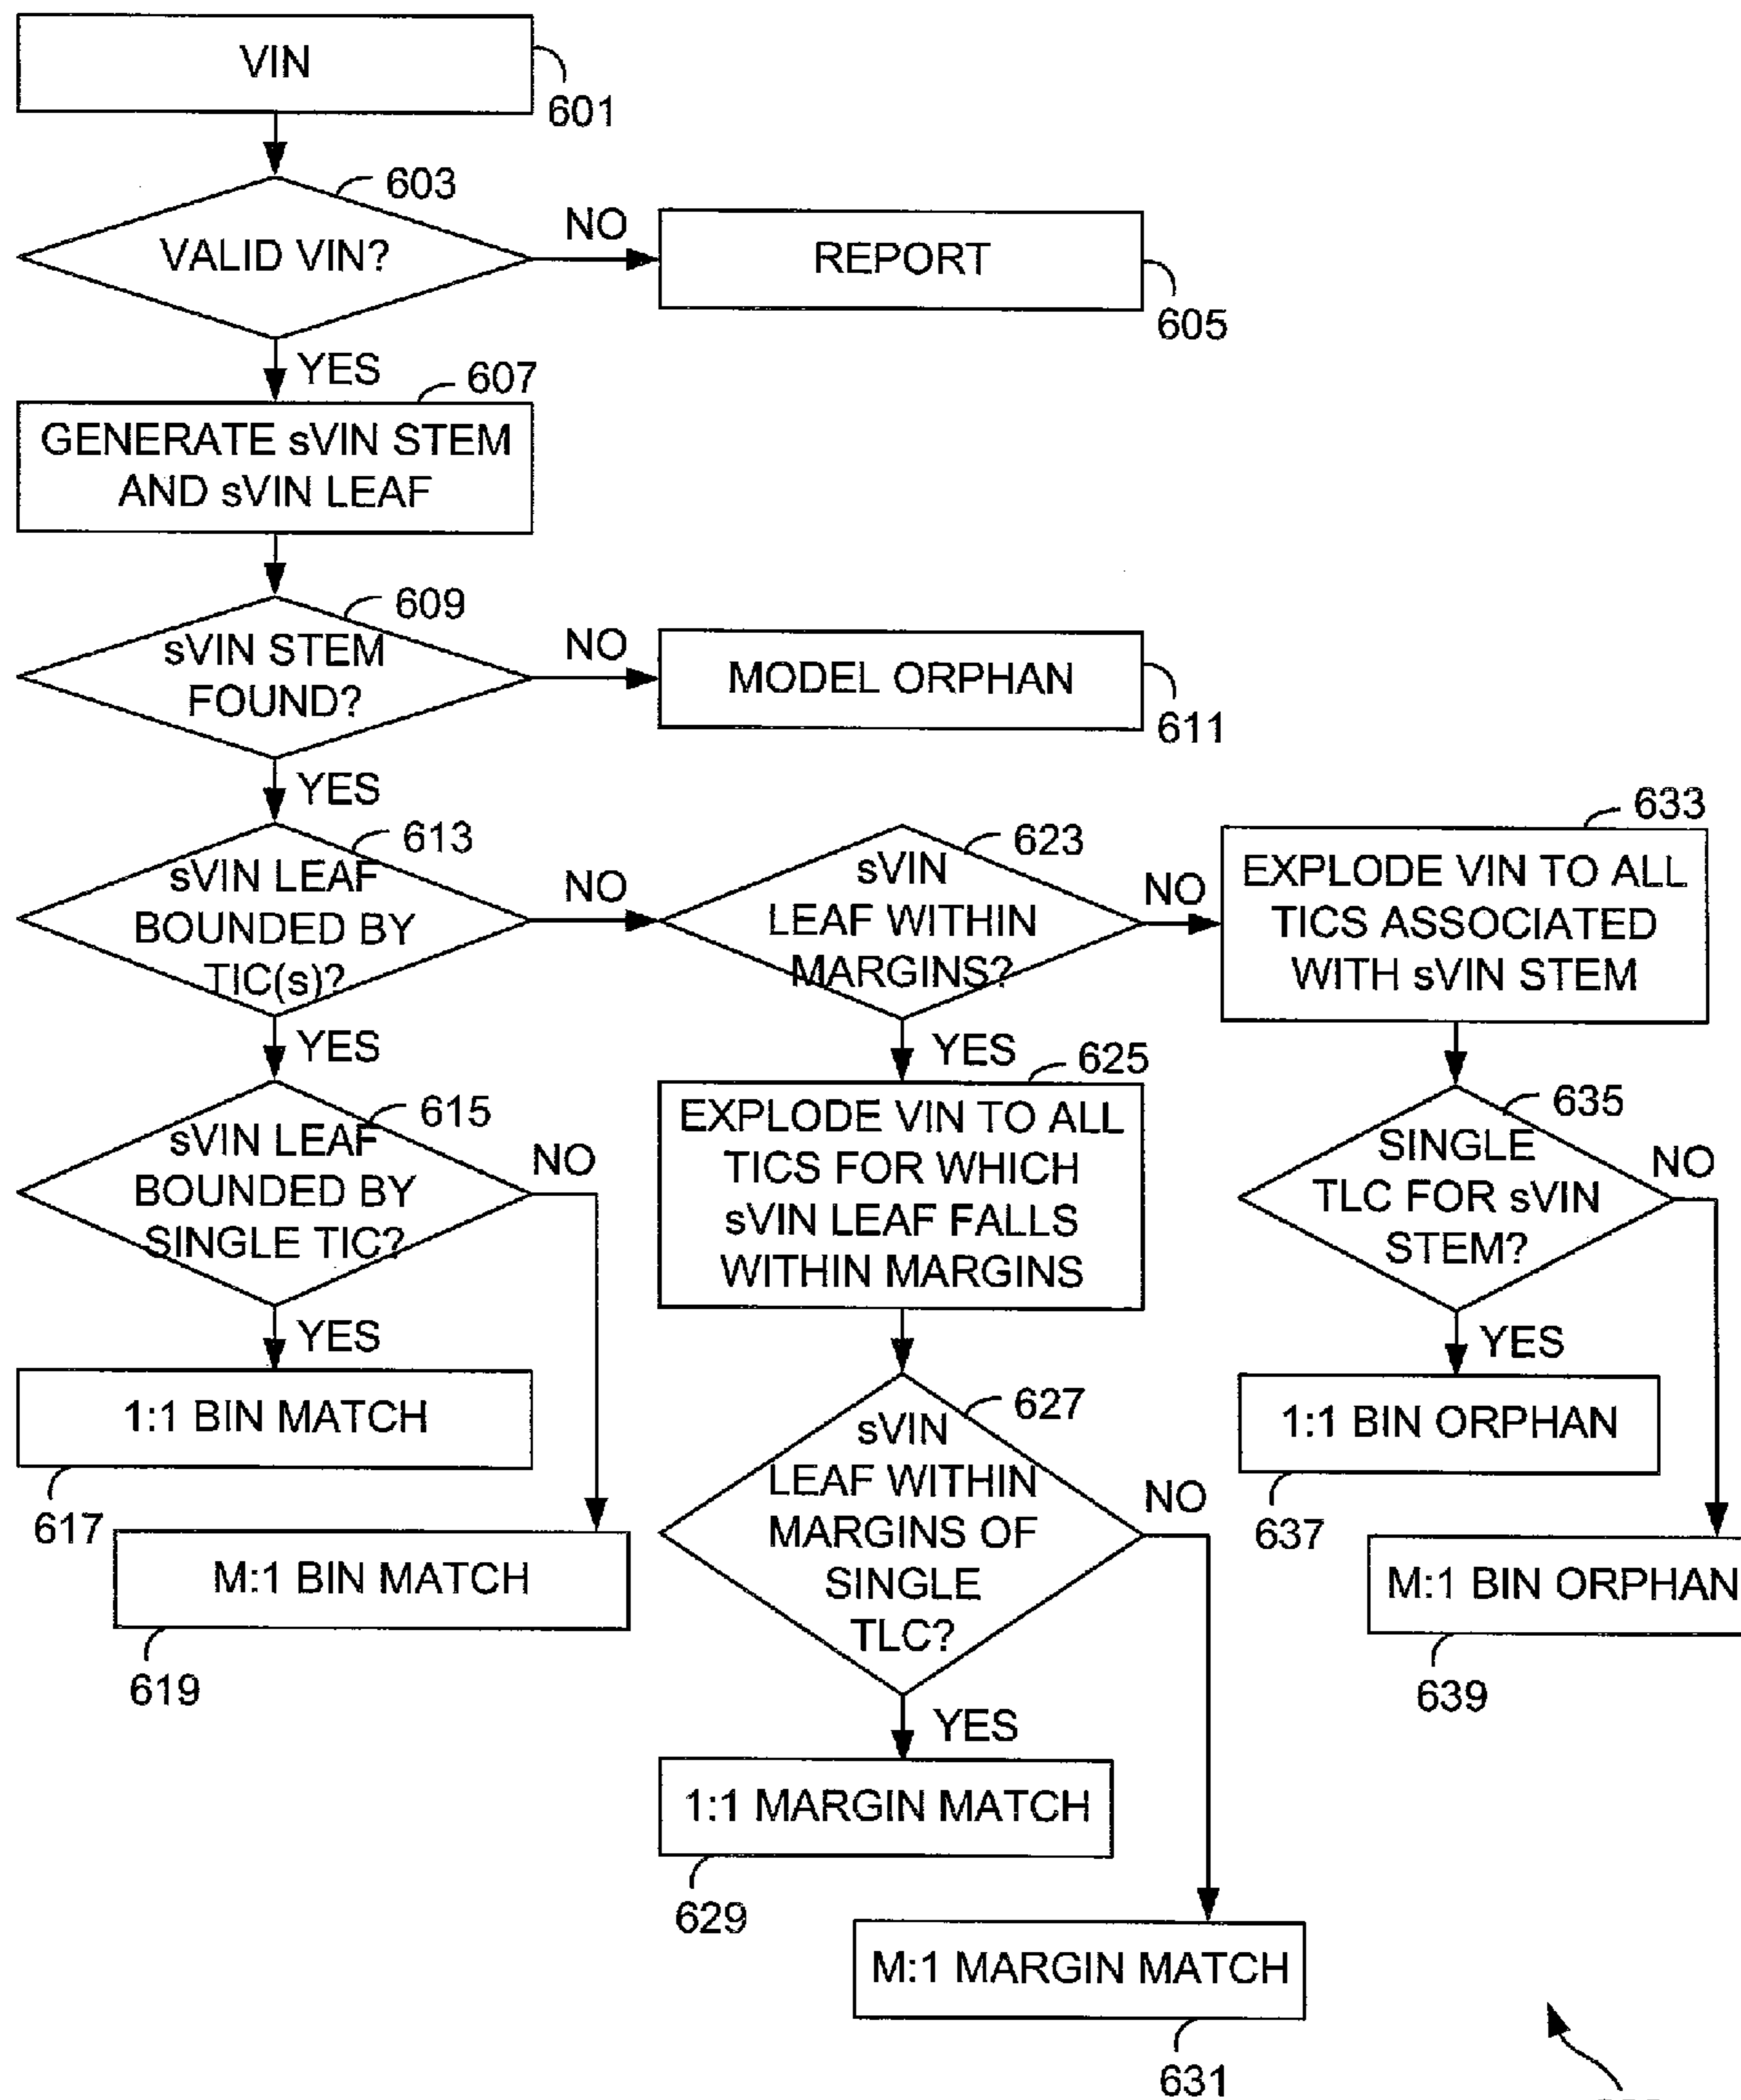 VIN
601
603
VALID VIN?
NO
REPORT
605
YES
607
GENERATE sVIN STEM
AND sVIN LEAF
609
sVIN STEM
FOUND?
NO
MODEL ORPHAN
611
YES
613
sVIN LEAF
BOUNDED BY
TIC(s)?
NO
623
sVIN
LEAF WITHIN
MARGINS?
NO
633
EXPLODE VIN TO ALL
TICS ASSOCIATED
WITH sVIN STEM
YES
615
sVIN LEAF
BOUNDED BY
SINGLE TIC?
NO
YES
625
EXPLODE VIN TO ALL
TICS FOR WHICH
sVIN LEAF FALLS
WITHIN MARGINS
635
SINGLE
TLC FOR sVIN
STEM?
NO
YES
1:1 BIN MATCH
617
M:1 BIN MATCH
619
627
sVIN
LEAF WITHIN
MARGINS OF
SINGLE
TLC?
NO
YES
1:1 BIN ORPHAN
637
M:1 BIN ORPHAN
639
YES
1:1 MARGIN MATCH
629
M:1 MARGIN MATCH
631